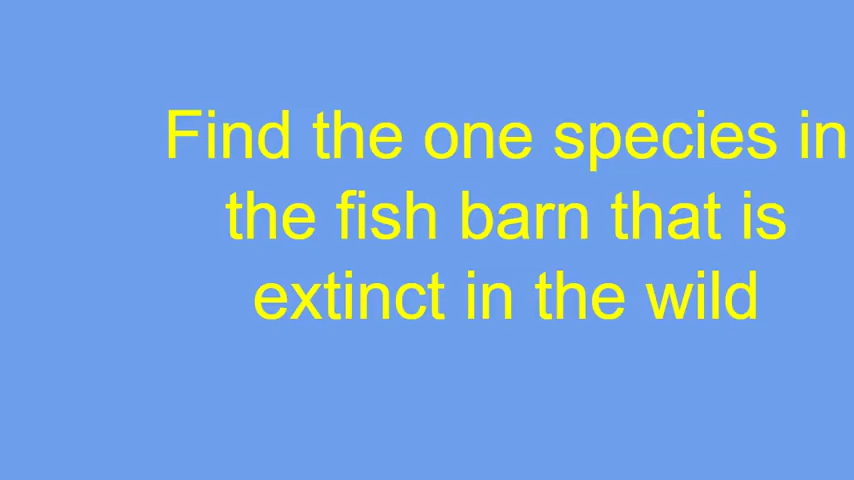 Find the one species in
the fish barn that is
extinct in the wild